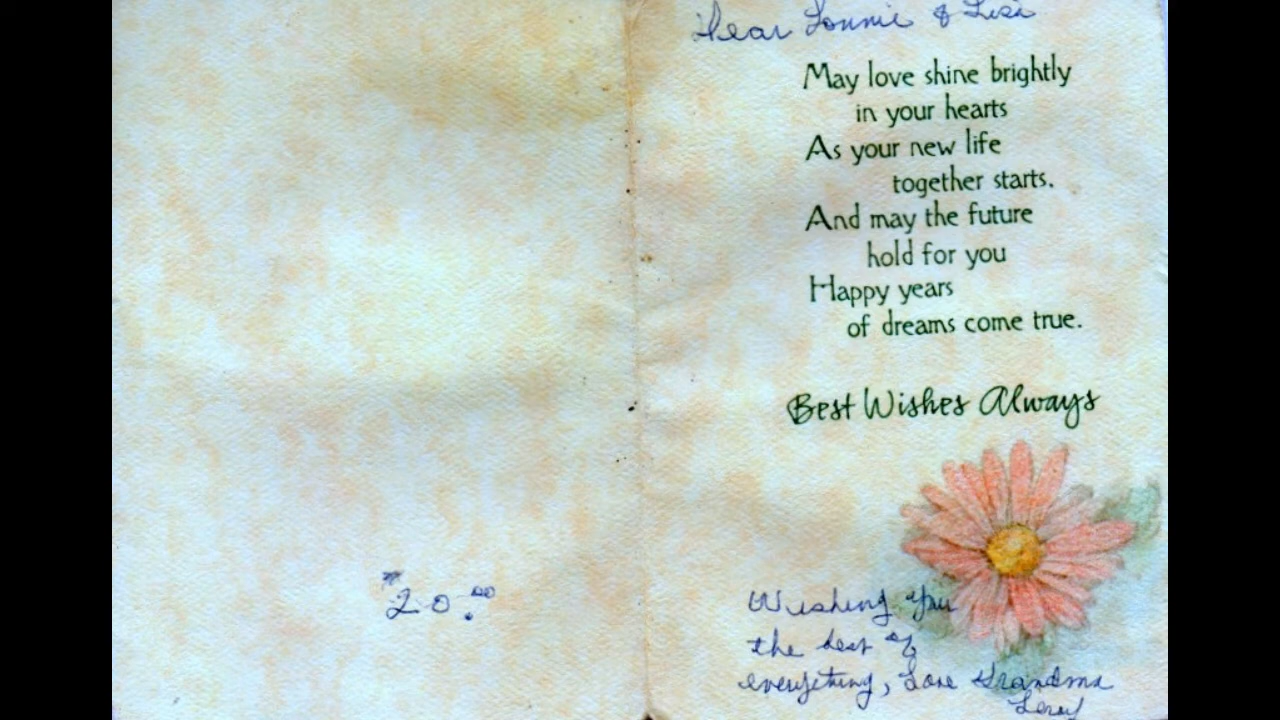 Dear Lonnie & Lisa
May love shine brightly
in your hearts
As your new life
together starts.
And may the future
hold for you
Happy years
of dreams come true.
Best Wishes Always
20.00
Wishing you
the best of
everything, Love Grandma
Leroy